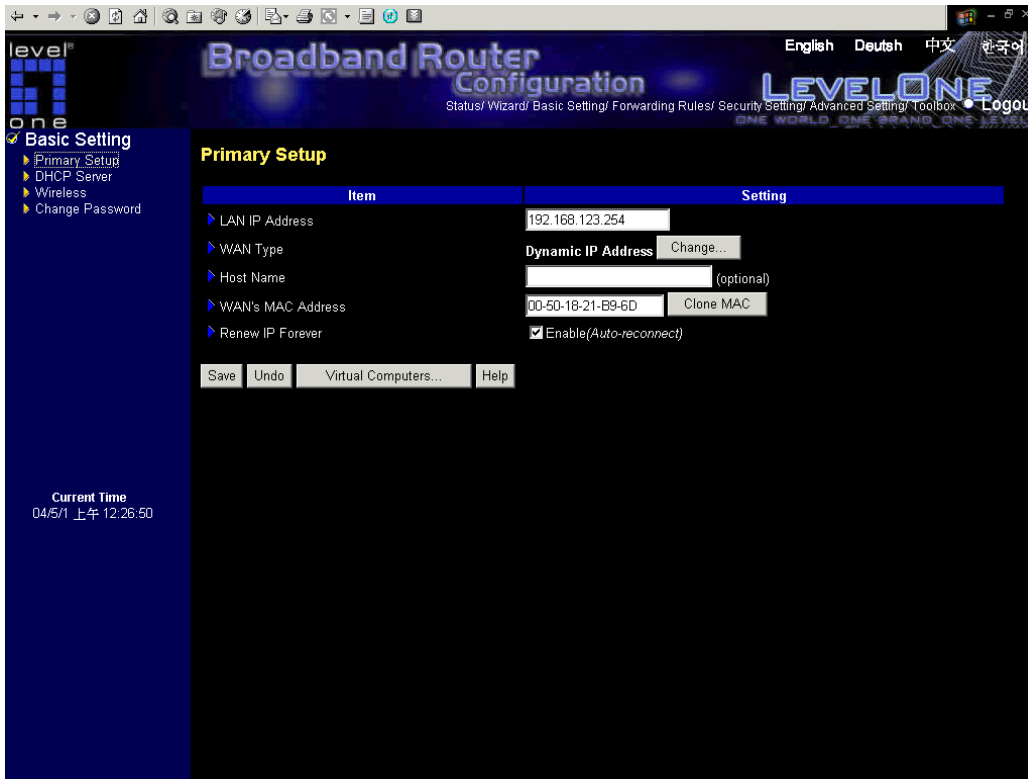 level®
one
Broadband Router
Configuration
English Deutsh 中文 한국어
LEVELONE
Status/ Wizard/ Basic Setting/ Forwarding Rules/ Security Setting/ Advanced Setting/ Toolbox
Logou
ONE WORLD_ONE BRAND_ONE LEVEL
Basic Setting
Primary Setup
DHCP Server
Wireless
Change Password
Current Time
04/5/1 上午 12:26:50
Primary Setup
Item Setting
LAN IP Address 192.168.123.254
WAN Type Dynamic IP Address Change...
Host Name (optional)
WAN's MAC Address 00-50-18-21-B9-6D Clone MAC
Renew IP Forever Enable(Auto-reconnect)
Save Undo Virtual Computers... Help